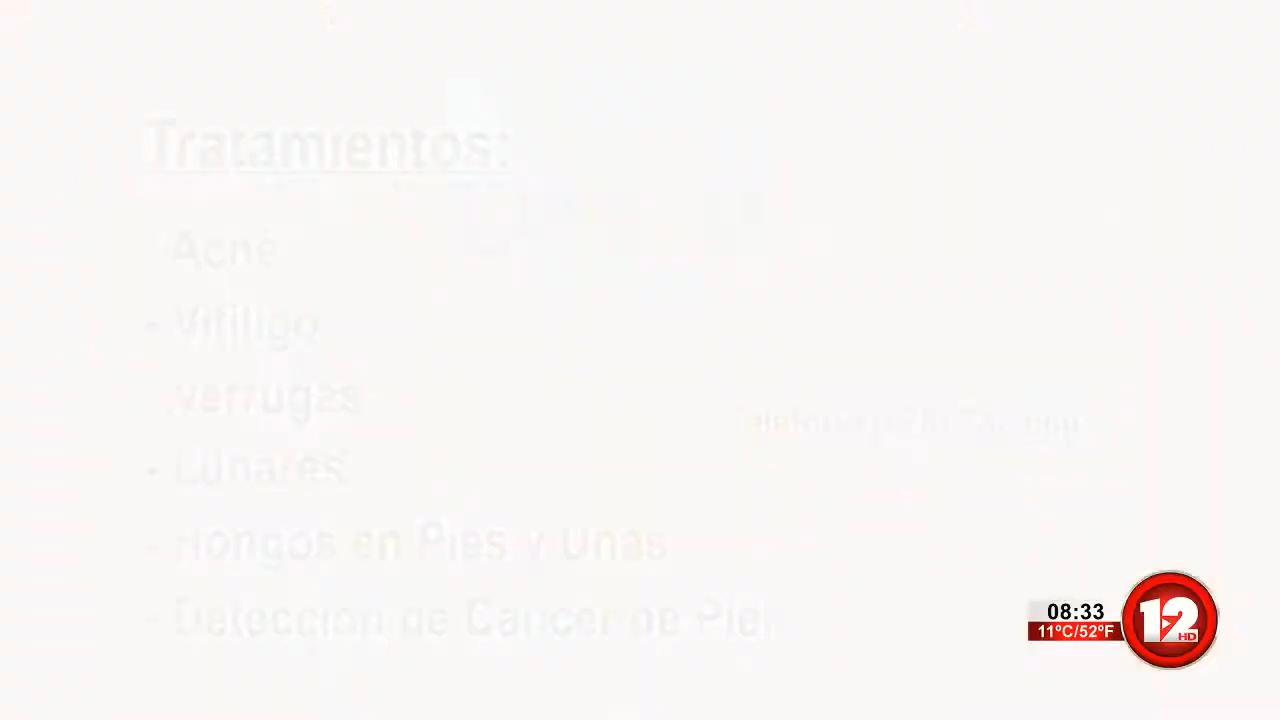 Tratamientos:
- Acné
- Vitiligo
- Verrugas
- Lunares
- Hongos en Pies y Uñas
- Detección de Cáncer de Piel
08:33
11°C/52°F
12
HD